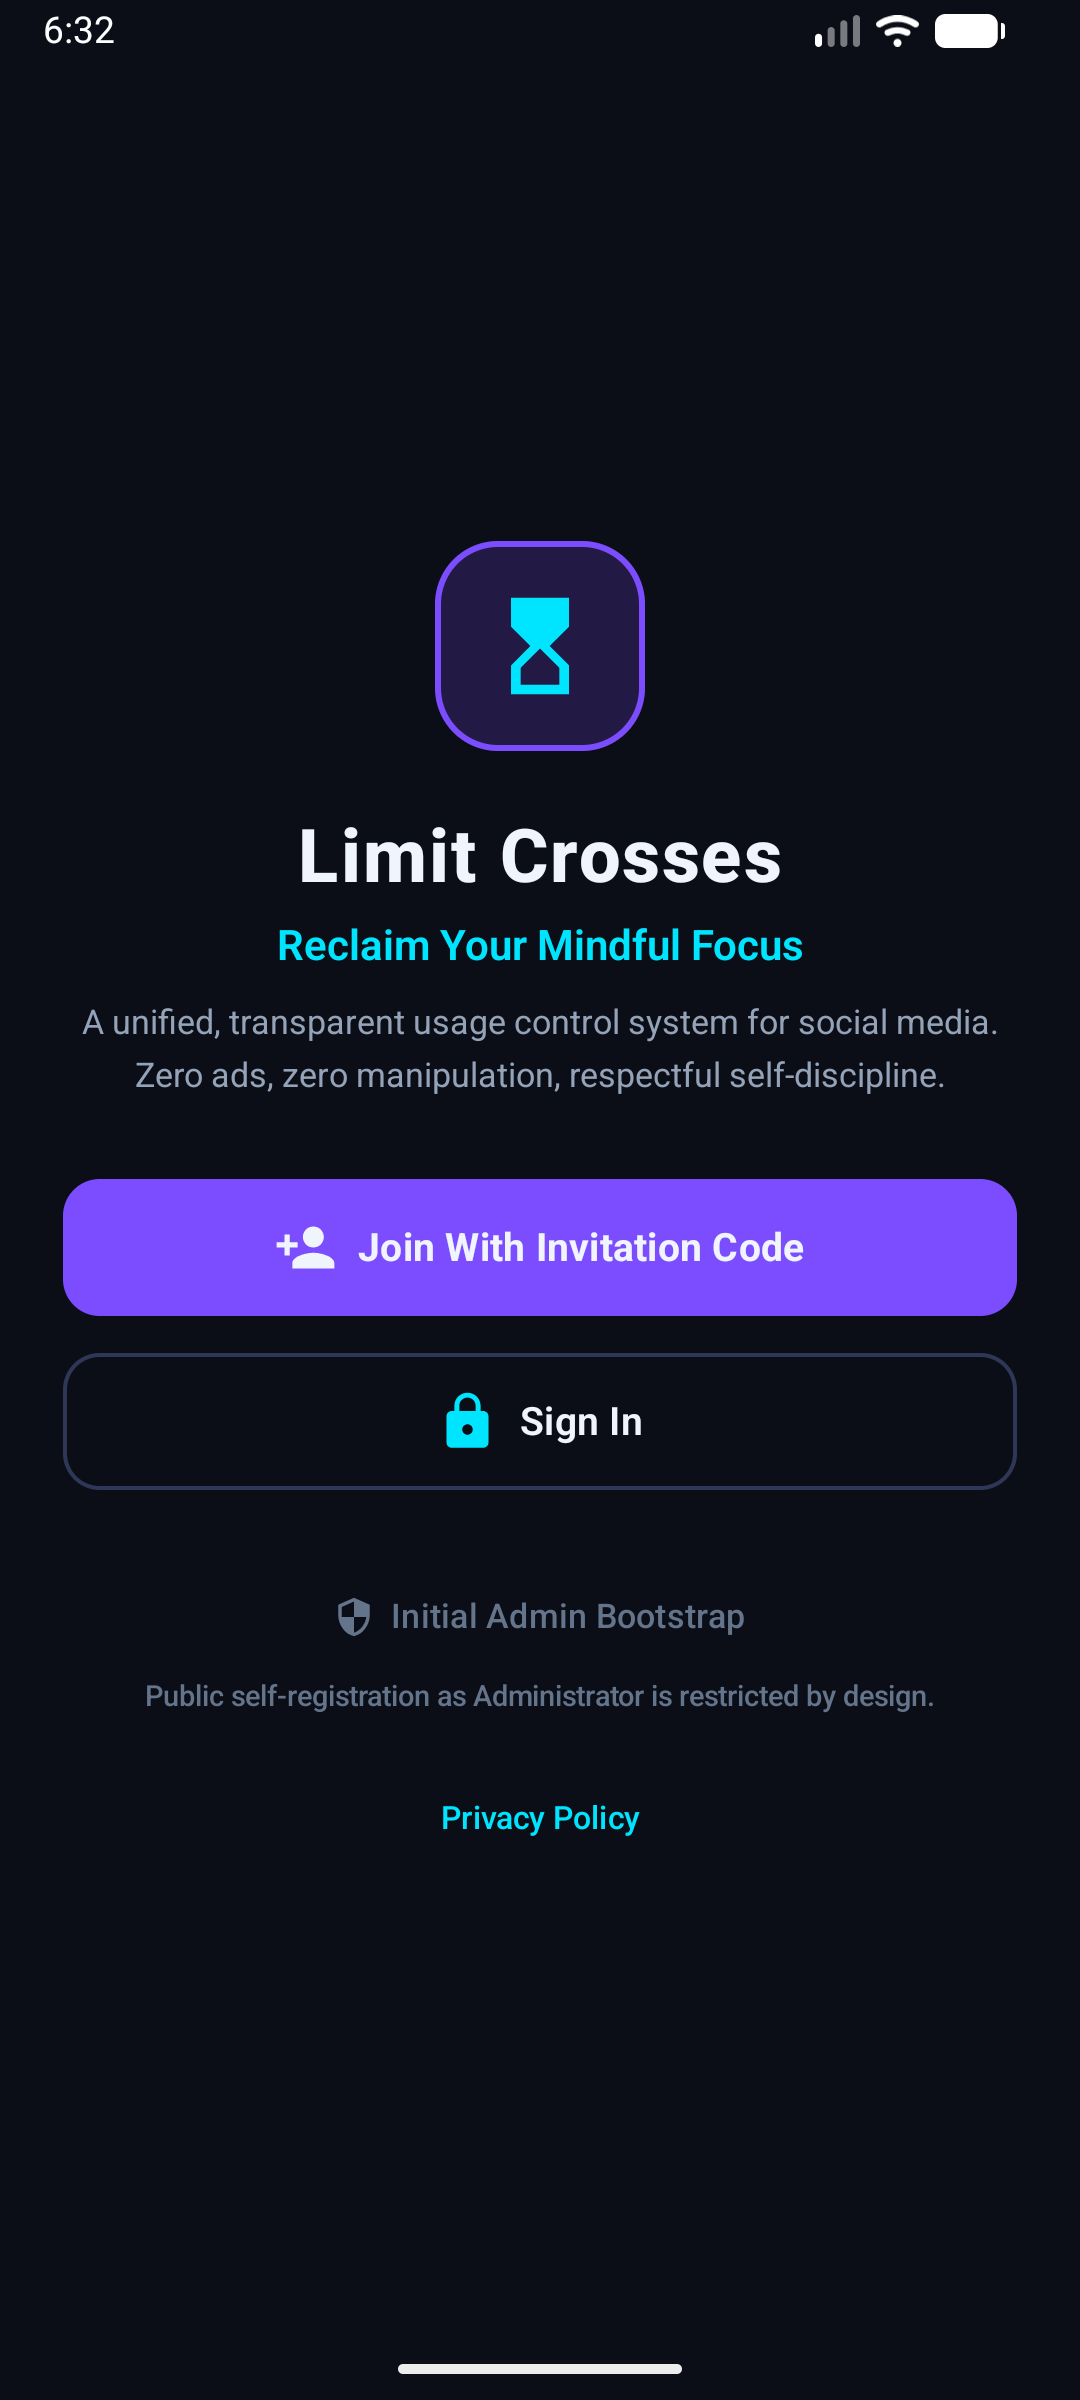 6:32
Limit Crosses
Reclaim Your Mindful Focus
A unified, transparent usage control system for social media.
Zero ads, zero manipulation, respectful self-discipline.
Join With Invitation Code
Sign In
Initial Admin Bootstrap
Public self-registration as Administrator is restricted by design.
Privacy Policy